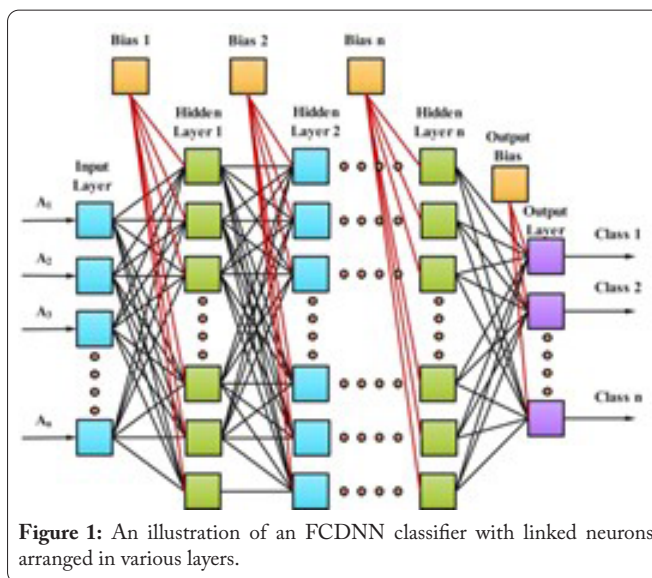 Bias 1
Bias 2
Bias n
Hidden
Layer 1
Hidden
Layer 2
Hidden
Layer n
Input
Layer
Output
Bias
Output
Layer
A₁
A₂
A₃
Aₙ
Class 1
Class 2
Class n
Figure 1: An illustration of an FCDNN classifier with linked neurons
arranged in various layers.